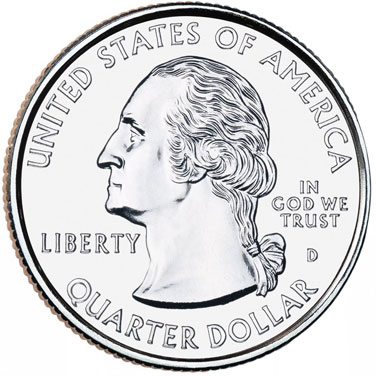 UNITED STATES OF AMERICA
LIBERTY
IN
GOD WE
TRUST
D
QUARTER DOLLAR